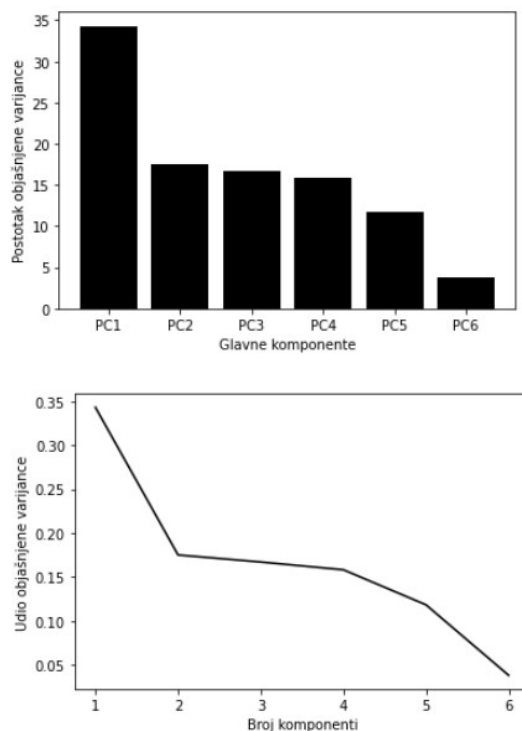 35
30
25
20
15
10
5
0
Postotak objašnjene varijance
PC1 PC2 PC3 PC4 PC5 PC6
Glavne komponente
0.35
0.30
0.25
0.20
0.15
0.10
0.05
Udio objašnjene varijance
1 2 3 4 5 6
Broj komponenti